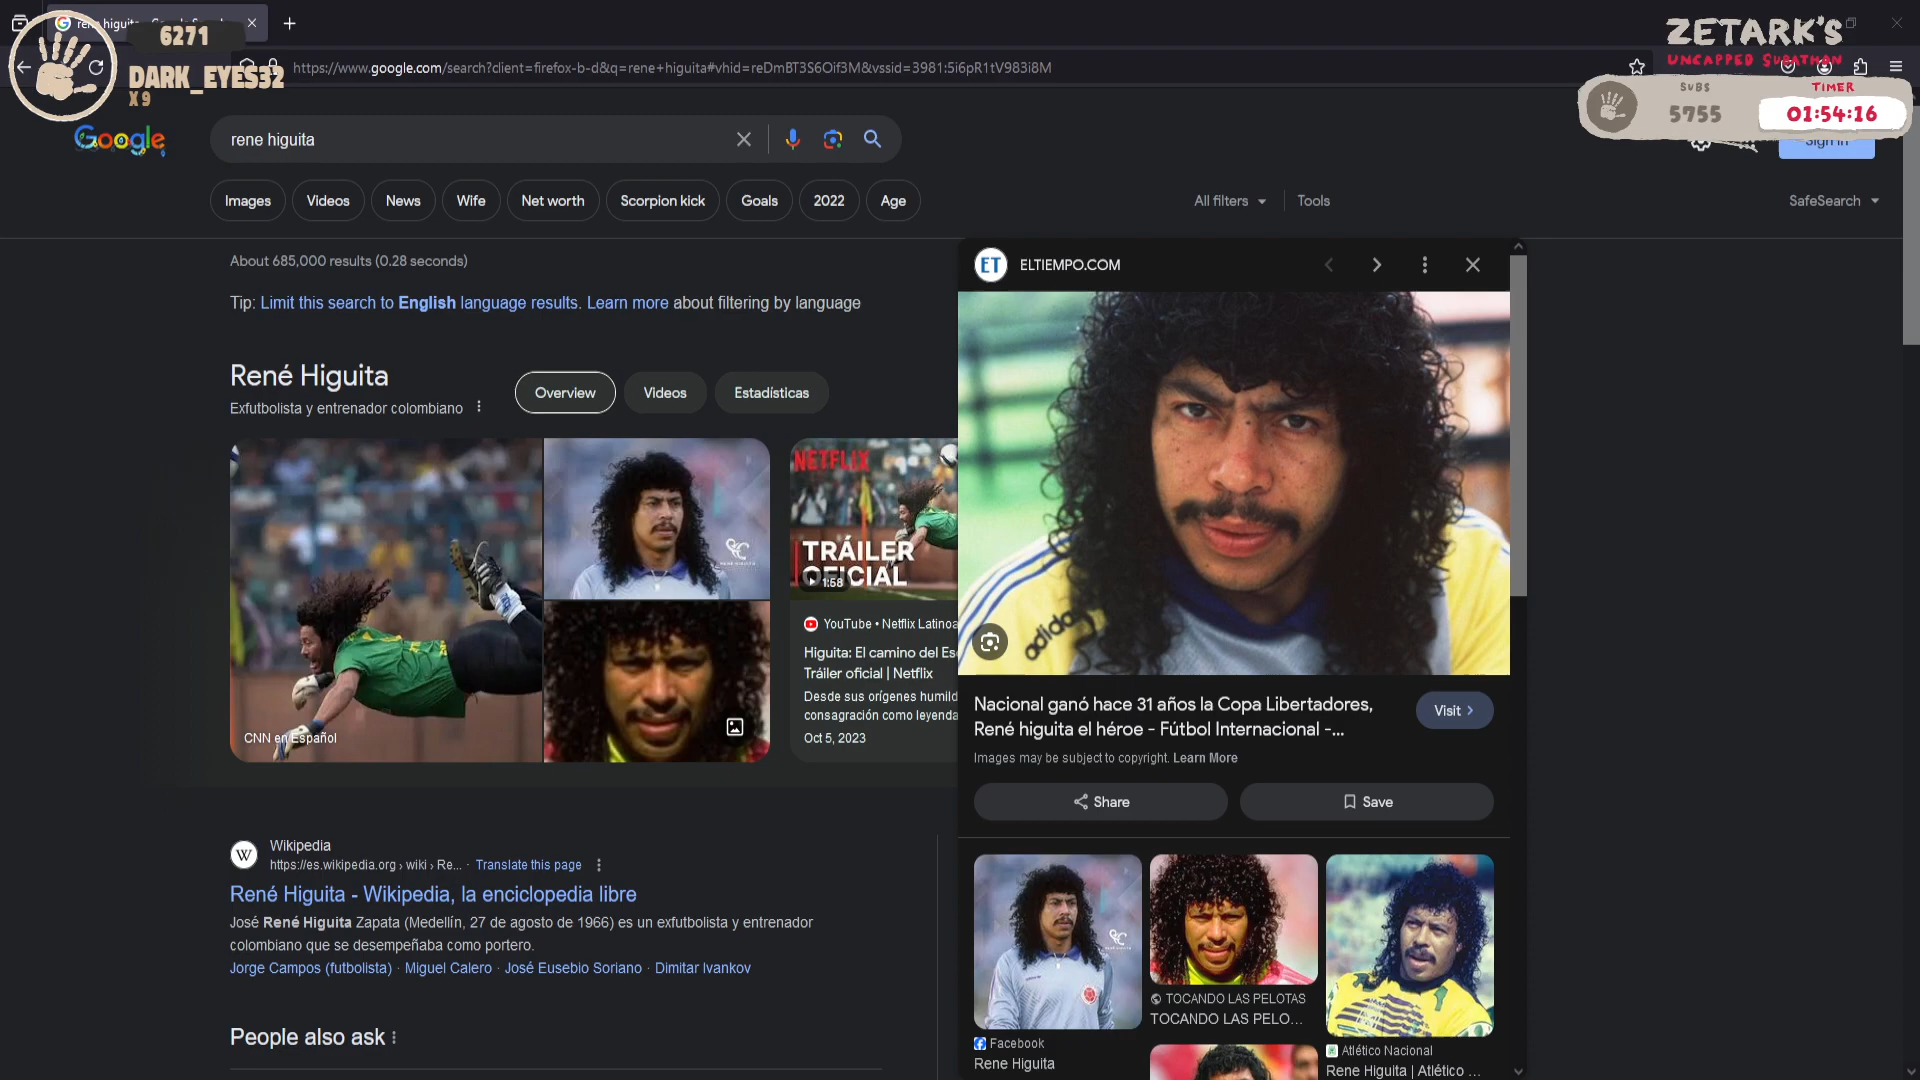 rene higuita - Google Search
6271
DARK_EYES32
X 9
https://www.google.com/search?client=firefox-b-d&q=rene+higuita#vhid=reDmBT3S6Oif3M&vssid=3981:5i6pR1tV983i8M
ZETARK'S
UNCAPPED SUBATHON
SUBS
5755
TIMER
01:54:16
Google
rene higuita
Sign in
Images
Videos
News
Wife
Net worth
Scorpion kick
Goals
2022
Age
All filters
Tools
SafeSearch
About 685,000 results (0.28 seconds)
Tip: Limit this search to English language results. Learn more about filtering by language
René Higuita
Exfutbolista y entrenador colombiano
Overview
Videos
Estadísticas
CNN en Español
NETFLIX
TRÁILER
OFICIAL
1:58
YouTube • Netflix Latinoa
Higuita: El camino del Es
Tráiler oficial | Netflix
Desde sus orígenes humild
consagración como leyenda
Oct 5, 2023
Wikipedia
https://es.wikipedia.org › wiki › Re... · Translate this page
René Higuita - Wikipedia, la enciclopedia libre
José René Higuita Zapata (Medellín, 27 de agosto de 1966) es un exfutbolista y entrenador
colombiano que se desempeñaba como portero.
Jorge Campos (futbolista) · Miguel Calero · José Eusebio Soriano · Dimitar Ivankov
People also ask
ET
ELTIEMPO.COM
adidas
Nacional ganó hace 31 años la Copa Libertadores,
René higuita el héroe - Fútbol Internacional -...
Visit
Images may be subject to copyright. Learn More
Share
Save
Facebook
Rene Higuita
TOCANDO LAS PELOTAS
TOCANDO LAS PELO...
Atlético Nacional
Rene Higuita | Atlético ...